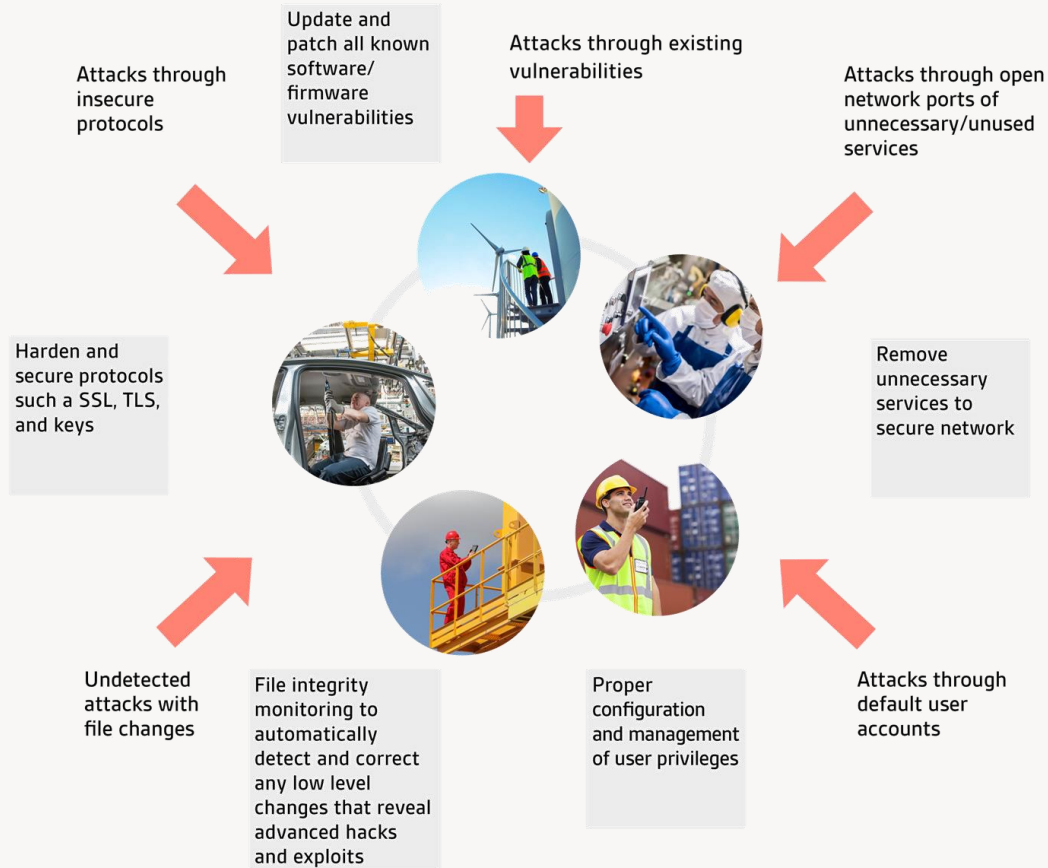 Update and
patch all known
software/
firmware
vulnerabilities
Attacks through existing
vulnerabilities
Attacks through
insecure
protocols
Attacks through open
network ports of
unnecessary/unused
services
Harden and
secure protocols
such a SSL, TLS,
and keys
Remove
unnecessary
services to
secure network
Undetected
attacks with
file changes
File integrity
monitoring to
automatically
detect and correct
any low level
changes that reveal
advanced hacks
and exploits
Proper
configuration
and management
of user privileges
Attacks through
default user
accounts